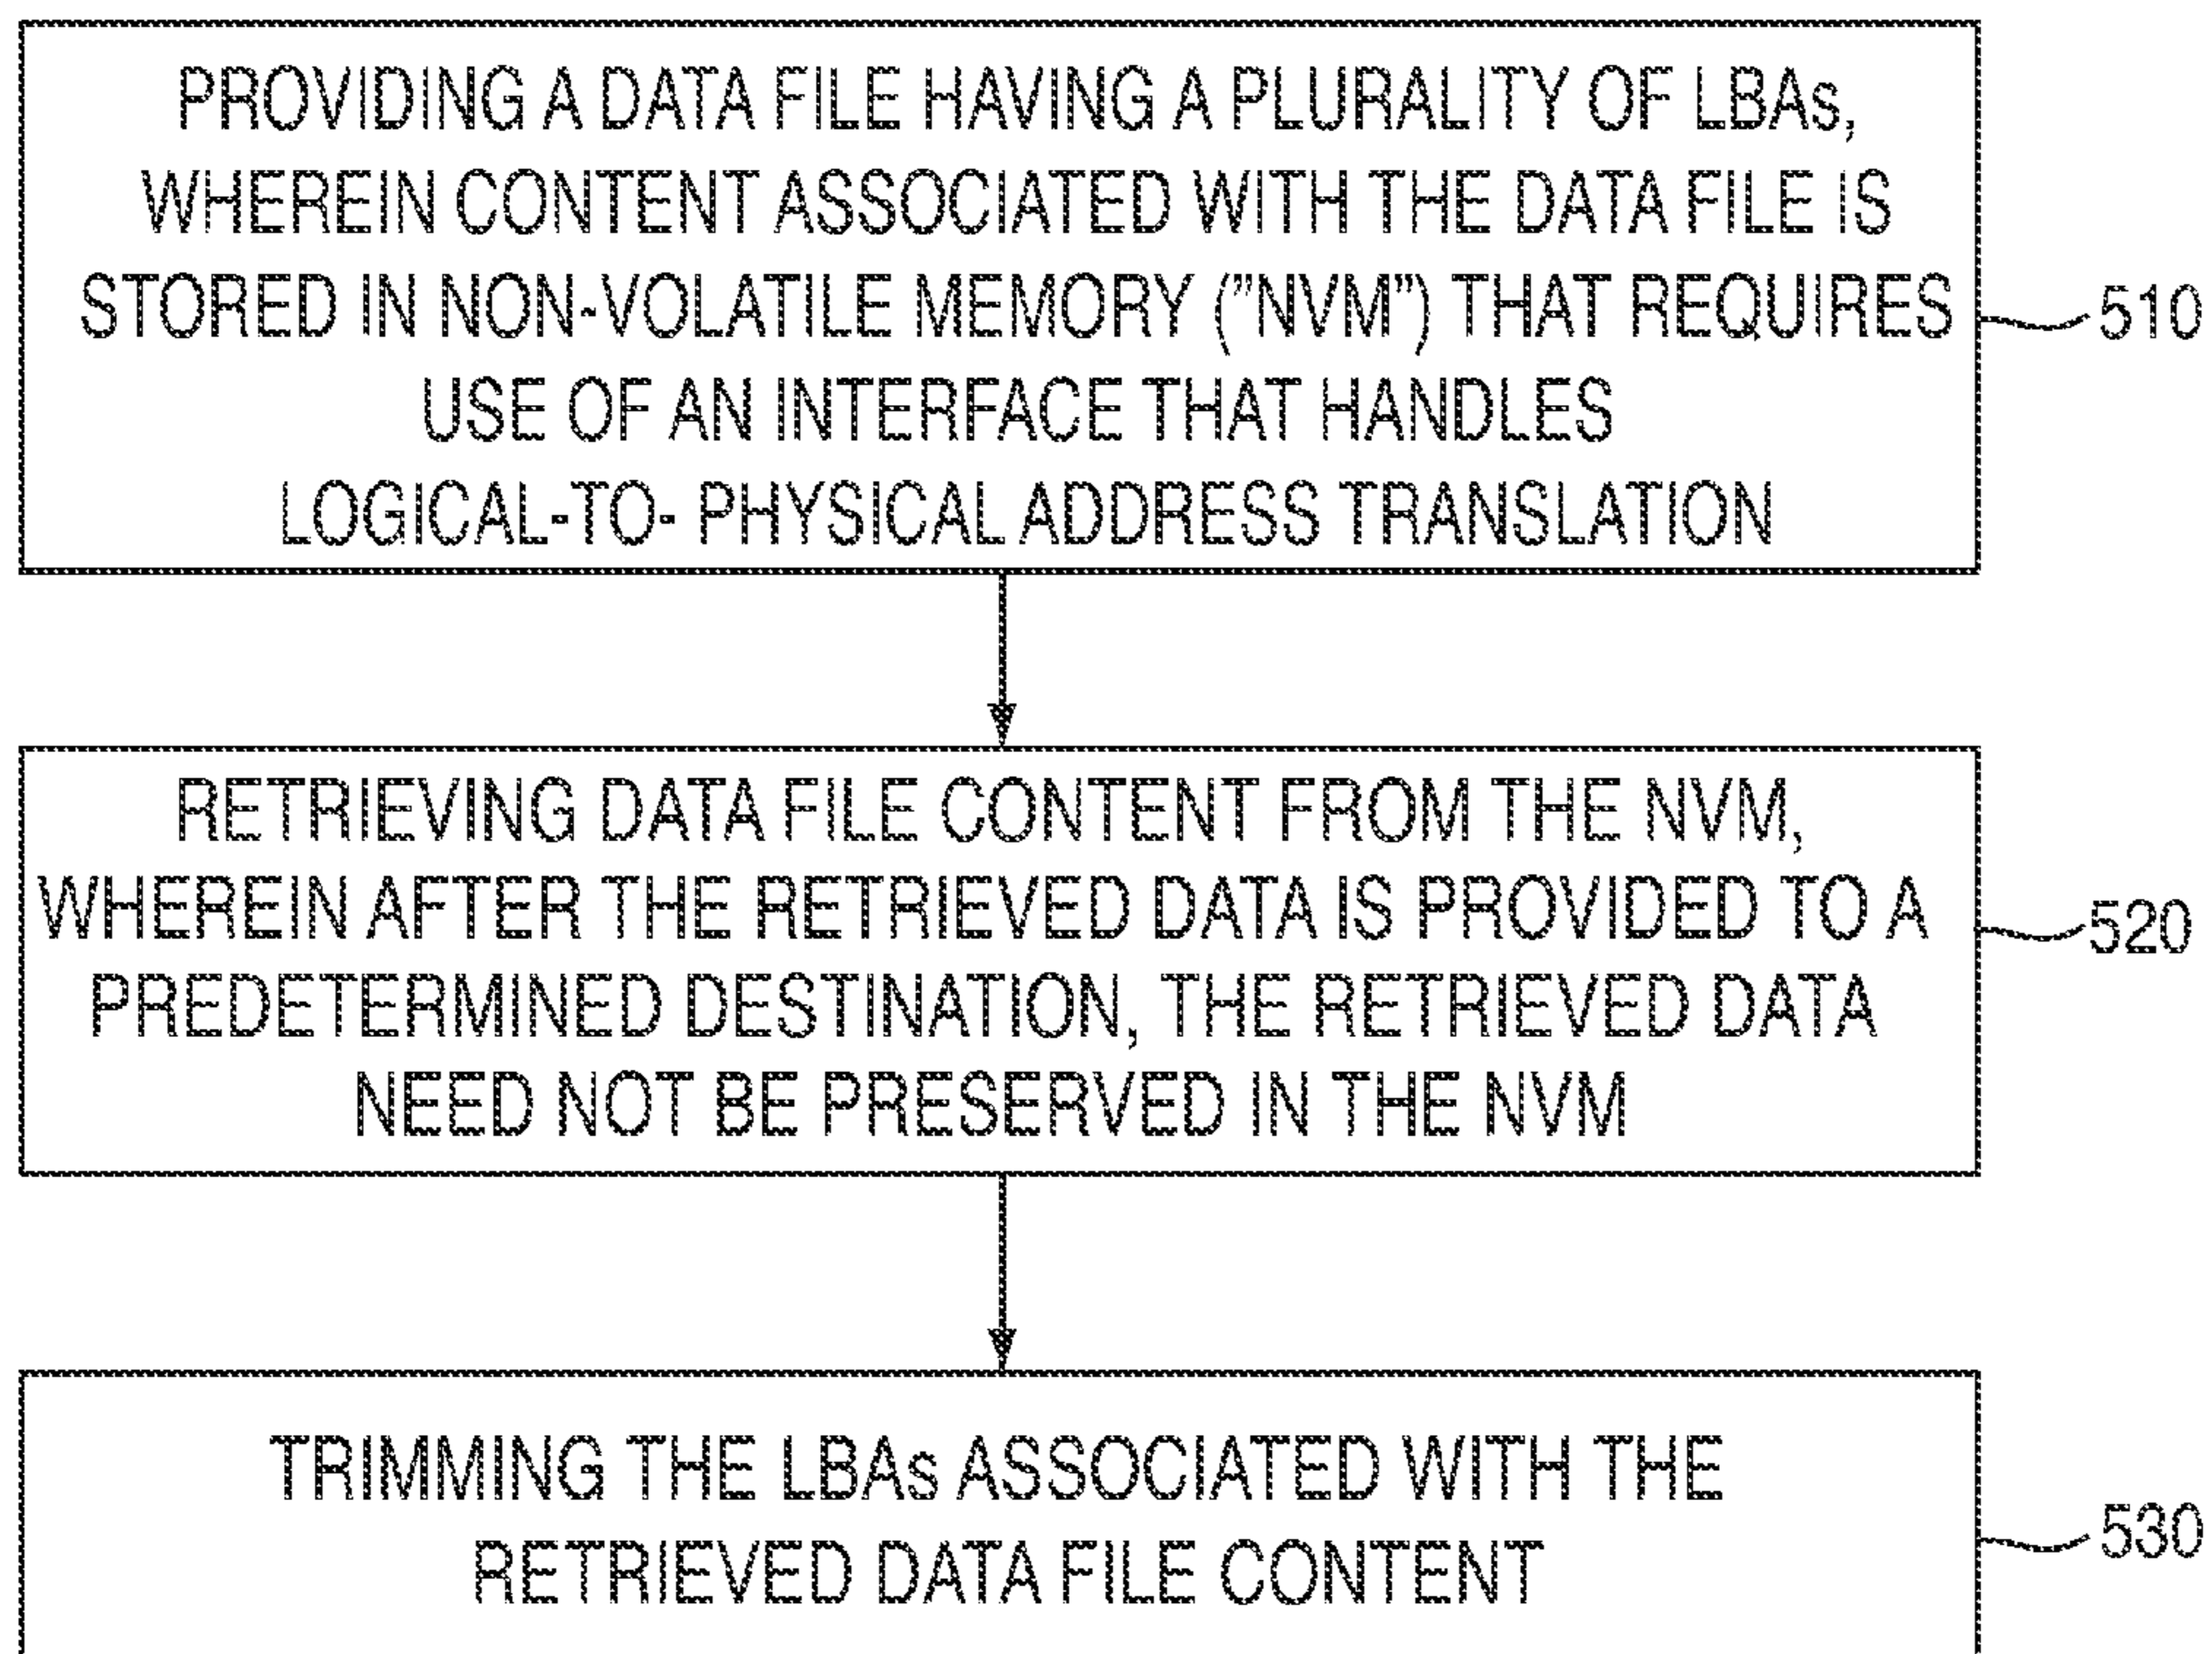 PROVIDING A DATA FILE HAVING A PLURALITY OF LBAs,
WHEREIN CONTENT ASSOCIATED WITH THE DATA FILE IS
STORED IN NON-VOLATILE MEMORY ("NVM") THAT REQUIRES
USE OF AN INTERFACE THAT HANDLES
LOGICAL-TO- PHYSICAL ADDRESS TRANSLATION
510
RETRIEVING DATA FILE CONTENT FROM THE NVM,
WHEREIN AFTER THE RETRIEVED DATA IS PROVIDED TO A
PREDETERMINED DESTINATION, THE RETRIEVED DATA
NEED NOT BE PRESERVED IN THE NVM
520
TRIMMING THE LBAs ASSOCIATED WITH THE
RETRIEVED DATA FILE CONTENT
530